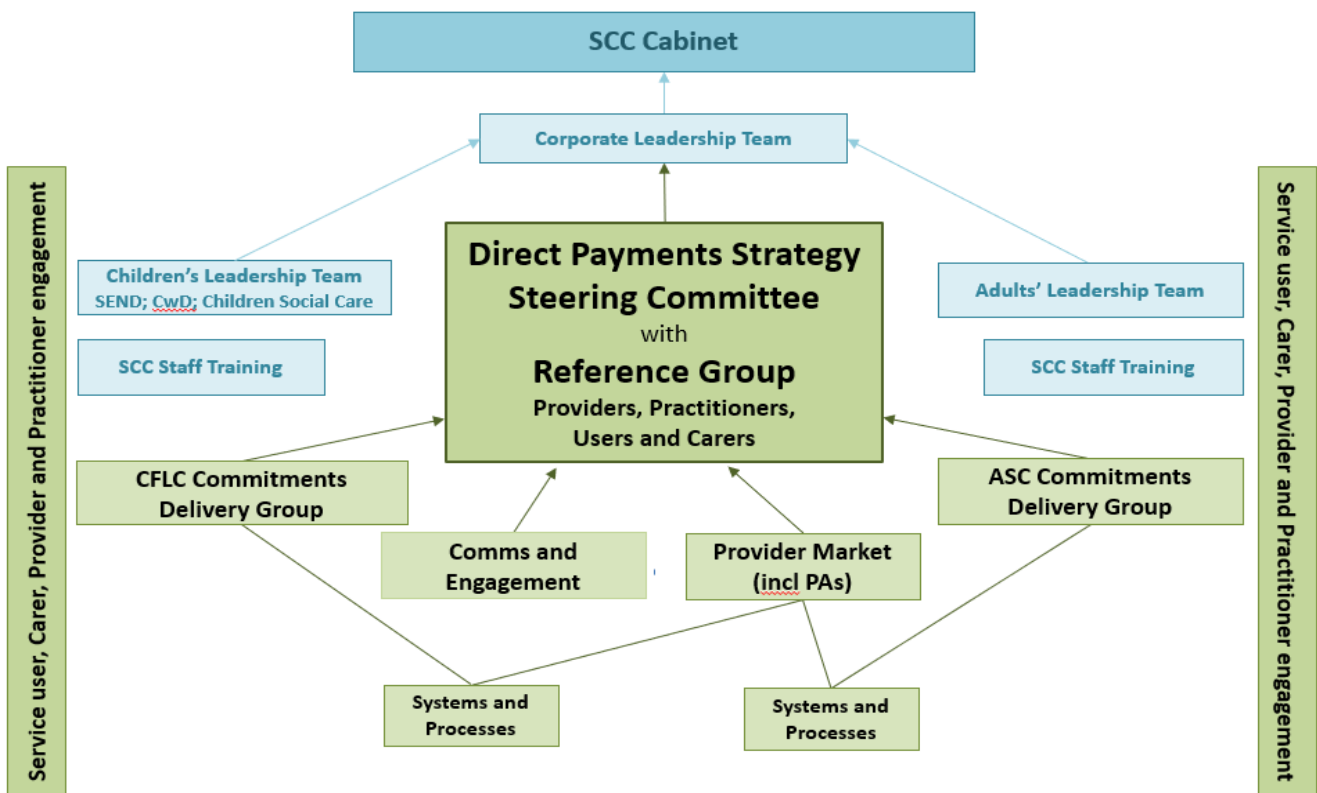 SCC Cabinet
Corporate Leadership Team
Service user, Carer, Provider and Practitioner engagement
Children's Leadership Team
SEND; CwD; Children Social Care
SCC Staff Training
Direct Payments Strategy
Steering Committee
with
Reference Group
Providers, Practitioners,
Users and Carers
Adults' Leadership Team
SCC Staff Training
Service user, Carer, Provider and Practitioner engagement
CFLC Commitments
Delivery Group
ASC Commitments
Delivery Group
Comms and
Engagement
Provider Market
(incl PAs)
Systems and
Processes
Systems and
Processes